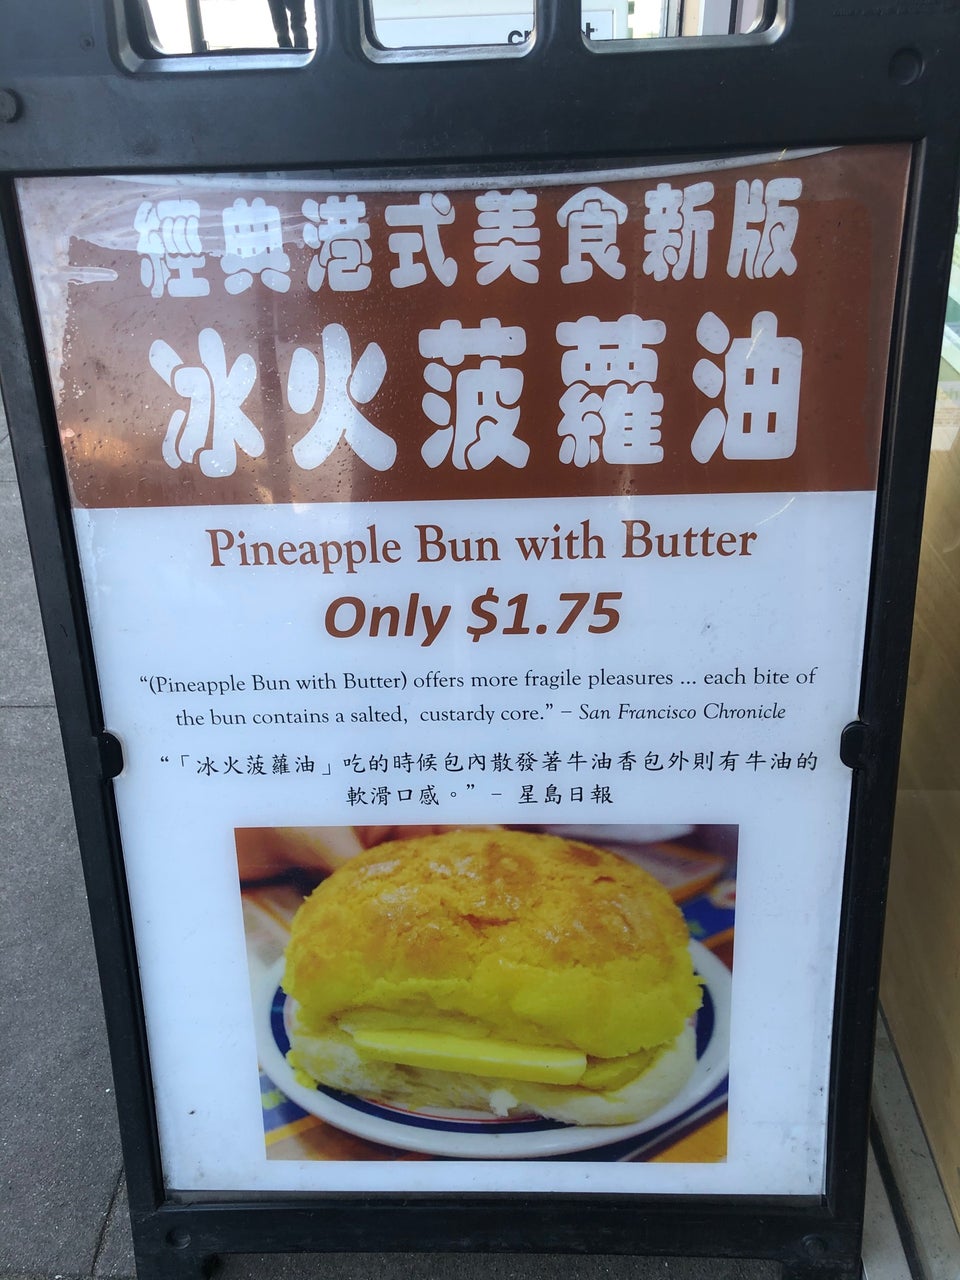 經典港式美食新版
冰火菠蘿油
Pineapple Bun with Butter
Only $1.75
“(Pineapple Bun with Butter) offers more fragile pleasures ... each bite of
the bun contains a salted, custardy core.” – San Francisco Chronicle
“「冰火菠蘿油」吃的時候包內散發著牛油香包外則有牛油的
軟滑口感。” – 星島日報